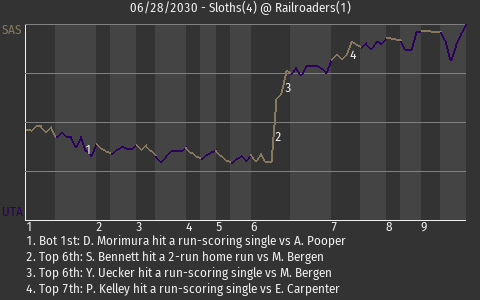 06/28/2030 - Sloths(4) @ Railroaders(1)
SAS
3
4
2
1
UTA
1 2 3 4 5 6 7 8 9
1. Bot 1st: D. Morimura hit a run-scoring single vs A. Pooper
2. Top 6th: S. Bennett hit a 2-run home run vs M. Bergen
3. Top 6th: Y. Uecker hit a run-scoring single vs M. Bergen
4. Top 7th: P. Kelley hit a run-scoring single vs E. Carpenter